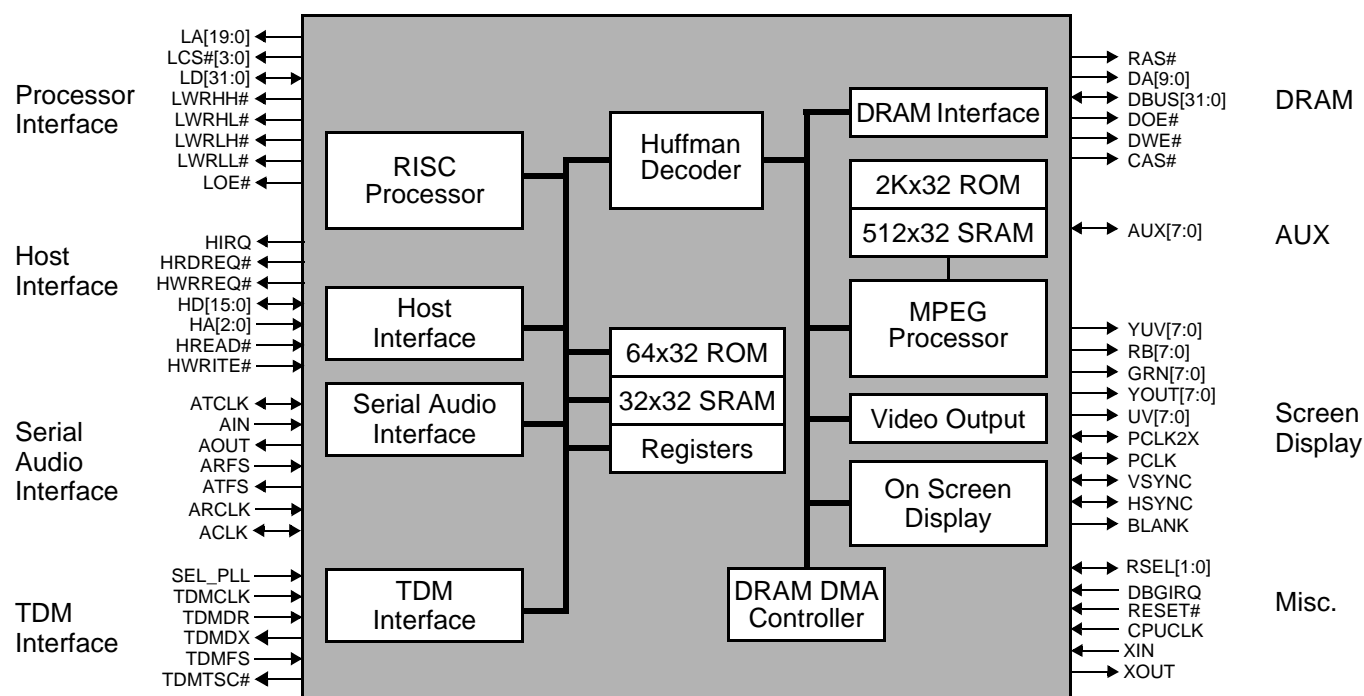 Processor
Interface
LA[19:0]
LCS#[3:0]
LD[31:0]
LWRHH#
LWRHL#
LWRLH#
LWRLL#
LOE#
Host
Interface
HIRQ
HRDREQ#
HWRREQ#
HD[15:0]
HA[2:0]
HREAD#
HWRITE#
Serial
Audio
Interface
ATCLK
AIN
AOUT
ARFS
ATFS
ARCLK
ACLK
TDM
Interface
SEL_PLL
TDMCLK
TDMDR
TDMDX
TDMFS
TDMTSC#
RISC
Processor
Host
Interface
Serial Audio
Interface
TDM
Interface
Huffman
Decoder
64x32 ROM
32x32 SRAM
Registers
DRAM Interface
2Kx32 ROM
512x32 SRAM
MPEG
Processor
Video Output
On Screen
Display
DRAM DMA
Controller
RAS#
DA[9:0]
DBUS[31:0]
DOE#
DWE#
CAS#
DRAM
AUX[7:0]
AUX
YUV[7:0]
RB[7:0]
GRN[7:0]
YOUT[7:0]
UV[7:0]
PCLK2X
PCLK
VSYNC
HSYNC
BLANK
Screen
Display
RSEL[1:0]
DBGIRQ
RESET#
CPUCLK
XIN
XOUT
Misc.